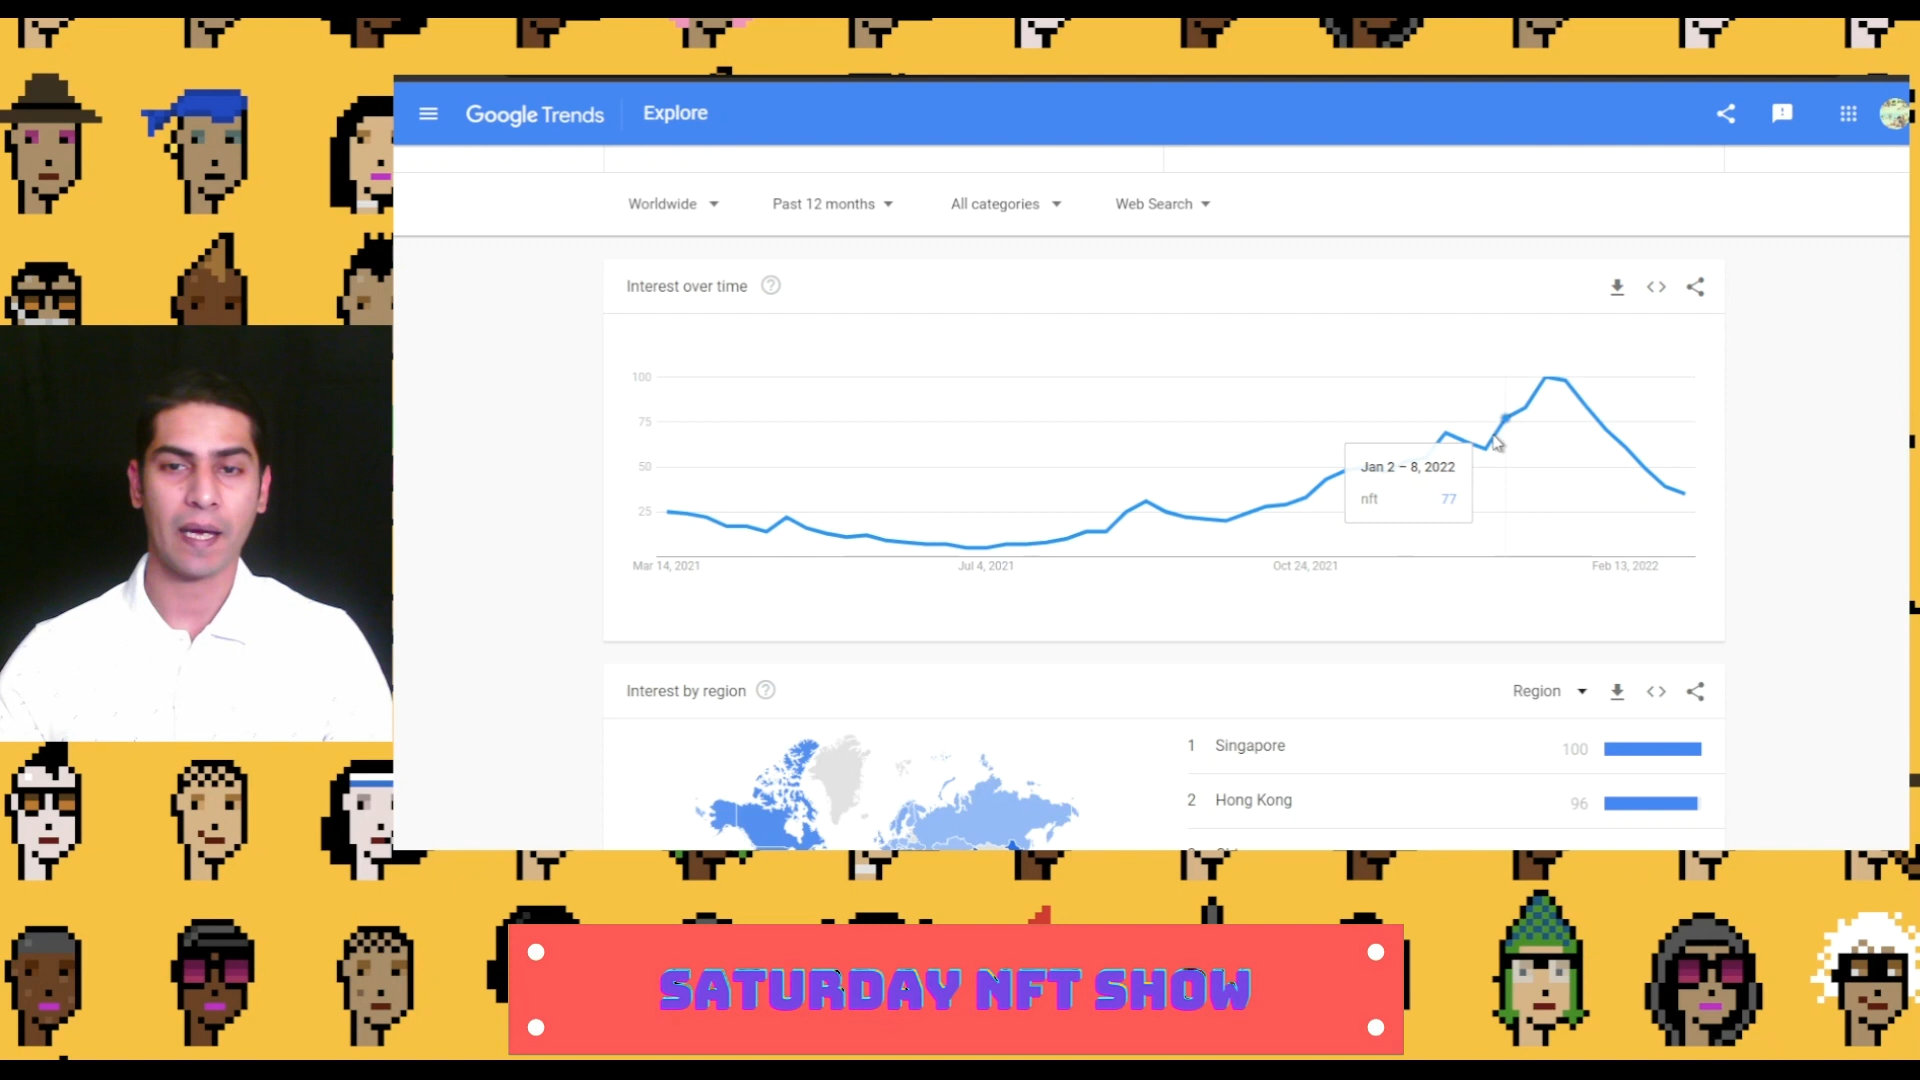 Google Trends Explore
Worldwide Past 12 months All categories Web Search
Interest over time
100
75
50
25
Jan 2 – 8, 2022
nft 77
Mar 14, 2021 Jul 4, 2021 Oct 24, 2021 Feb 13, 2022
Interest by region Region
1 Singapore 100
2 Hong Kong 96
SATURDAY NFT SHOW